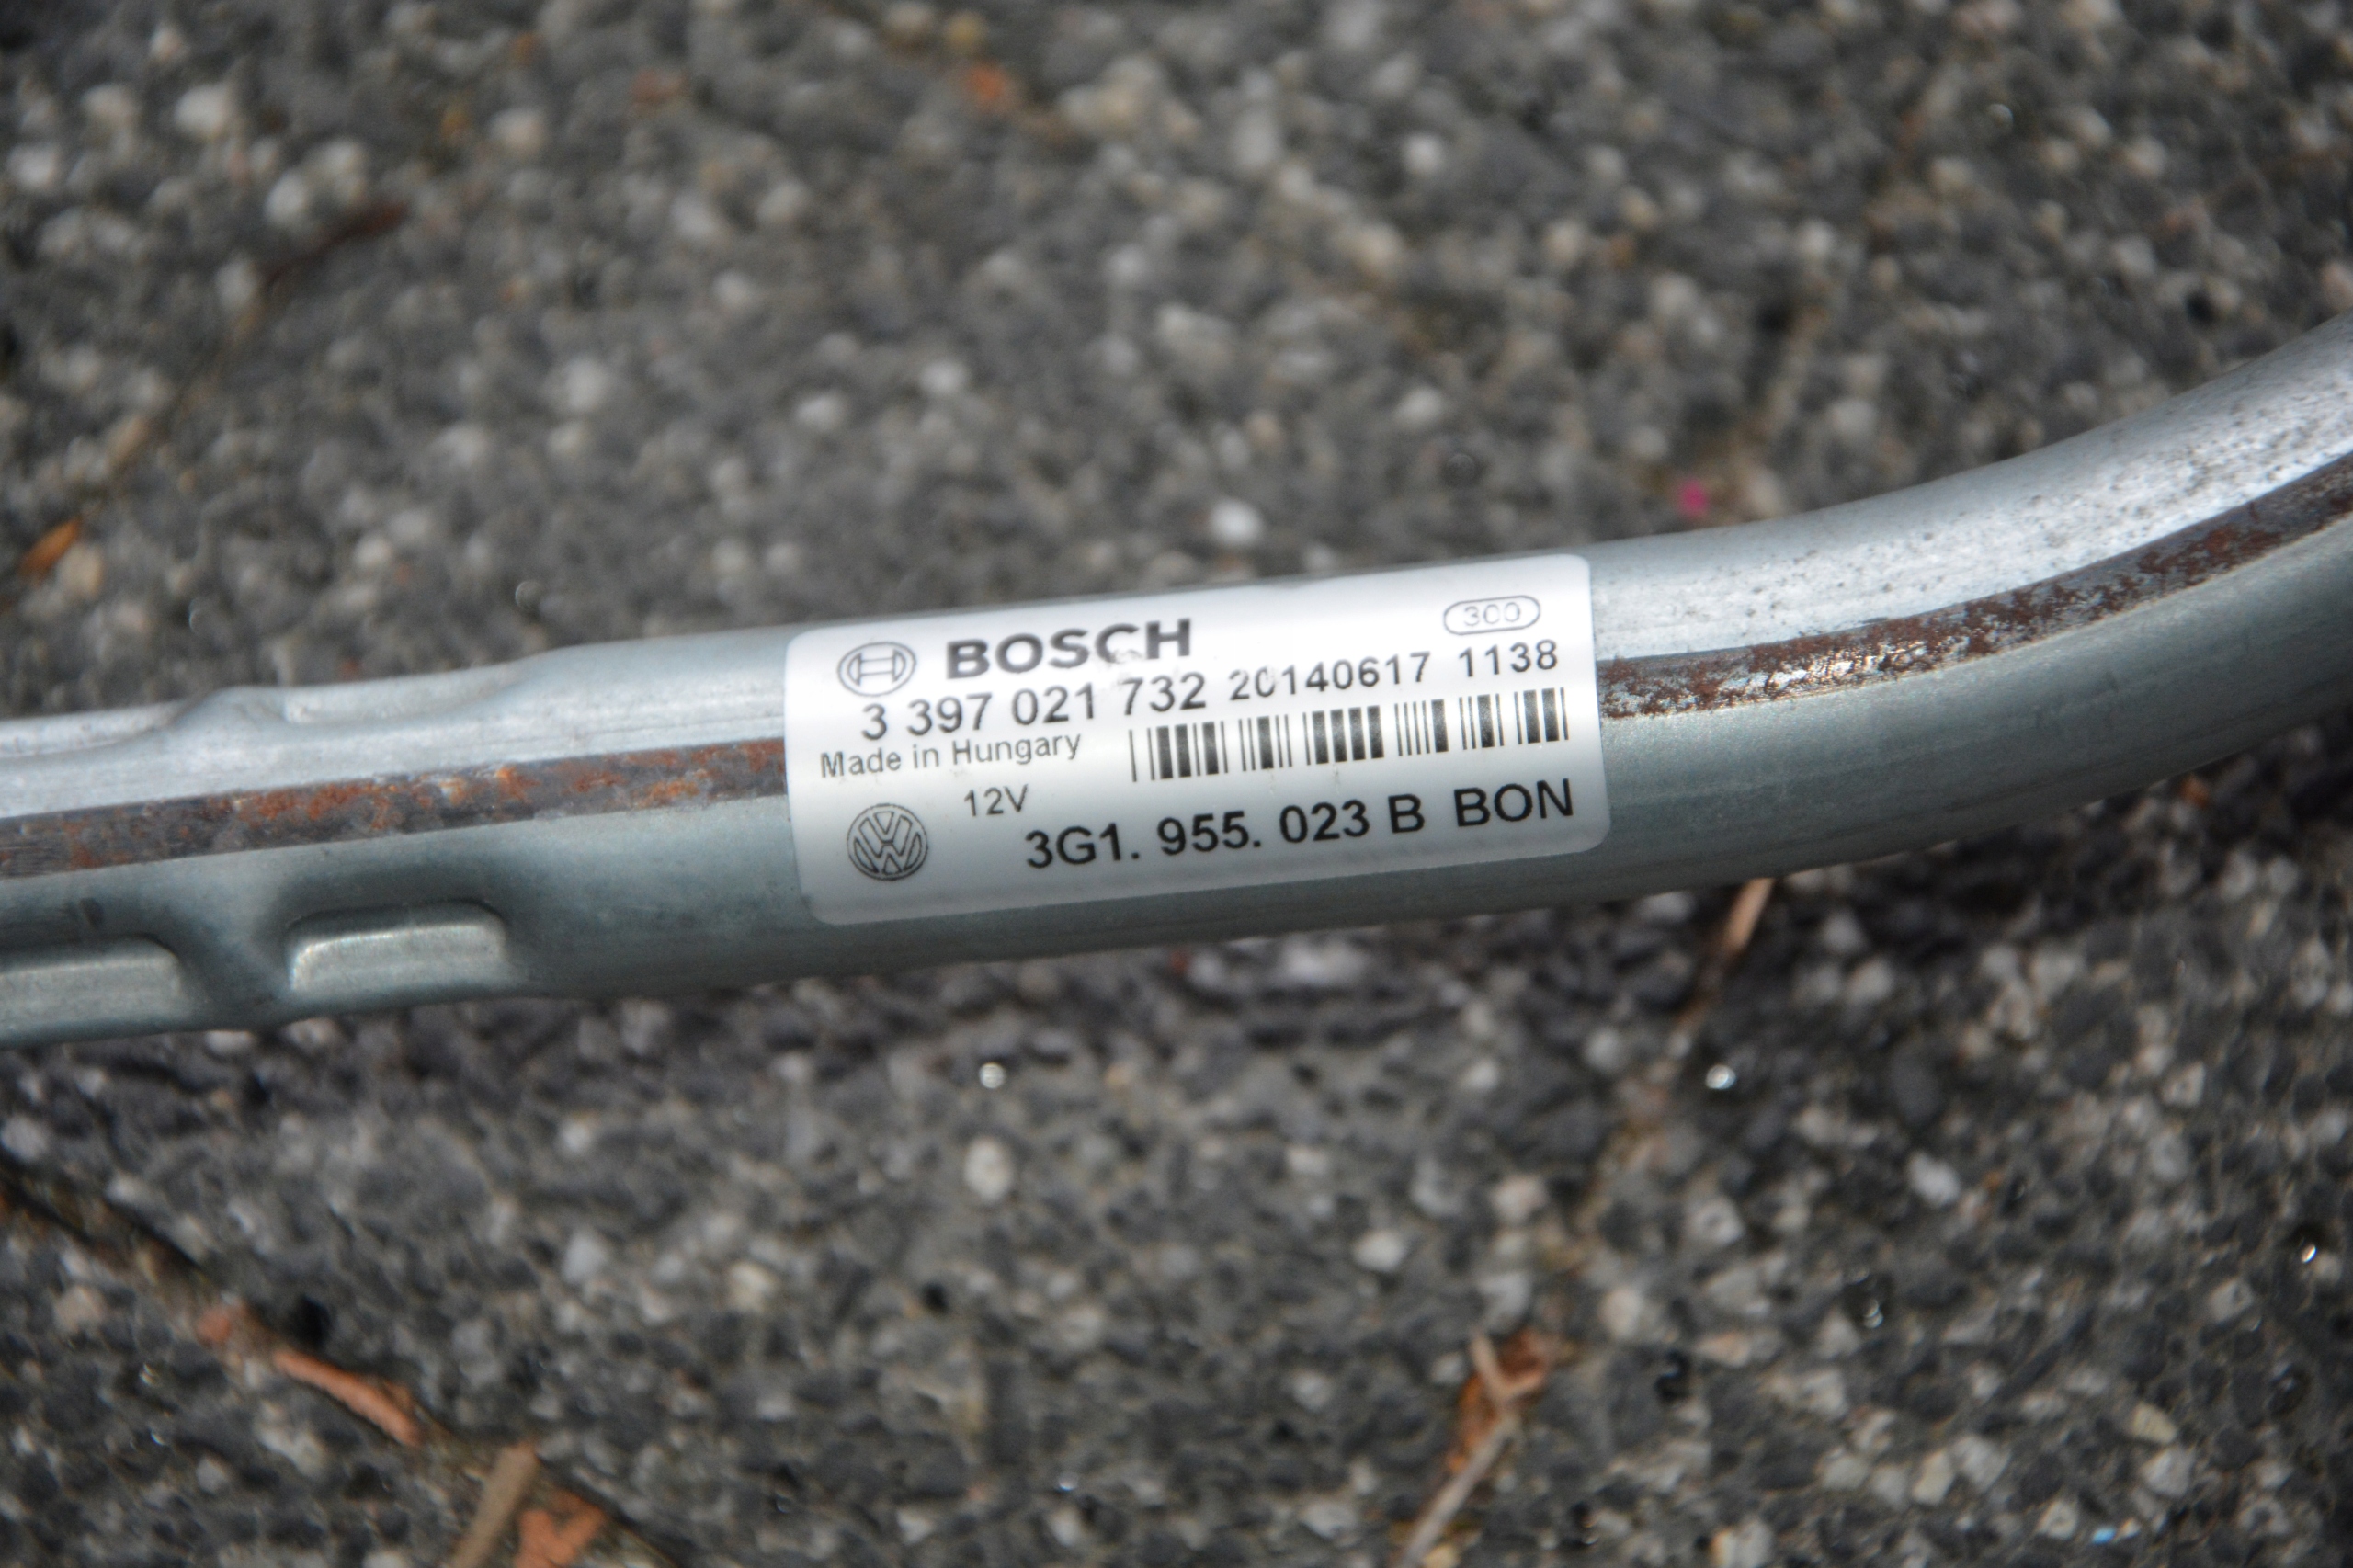 BOSCH
300
3 397 021 732 20140617 1138
Made in Hungary
12V
3G1. 955. 023 B BON